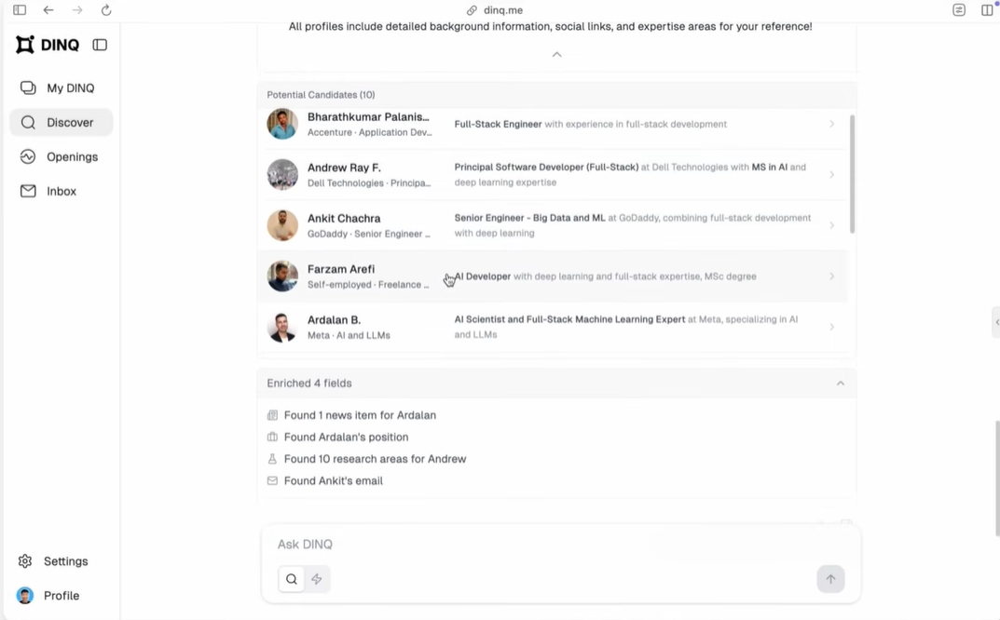 dinq.me
DINQ
My DINQ
Discover
Openings
Inbox
Settings
Profile
All profiles include detailed background information, social links, and expertise areas for your reference!
Potential Candidates (10)
Bharathkumar Palanis...
Accenture · Application Dev...
Full-Stack Engineer with experience in full-stack development
Andrew Ray F.
Dell Technologies · Principa...
Principal Software Developer (Full-Stack) at Dell Technologies with MS in AI and
deep learning expertise
Ankit Chachra
GoDaddy · Senior Engineer ...
Senior Engineer - Big Data and ML at GoDaddy, combining full-stack development
with deep learning
Farzam Arefi
Self-employed · Freelance ...
AI Developer with deep learning and full-stack expertise, MSc degree
Ardalan B.
Meta · AI and LLMs
AI Scientist and Full-Stack Machine Learning Expert at Meta, specializing in AI
and LLMs
Enriched 4 fields
Found 1 news item for Ardalan
Found Ardalan's position
Found 10 research areas for Andrew
Found Ankit's email
Ask DINQ